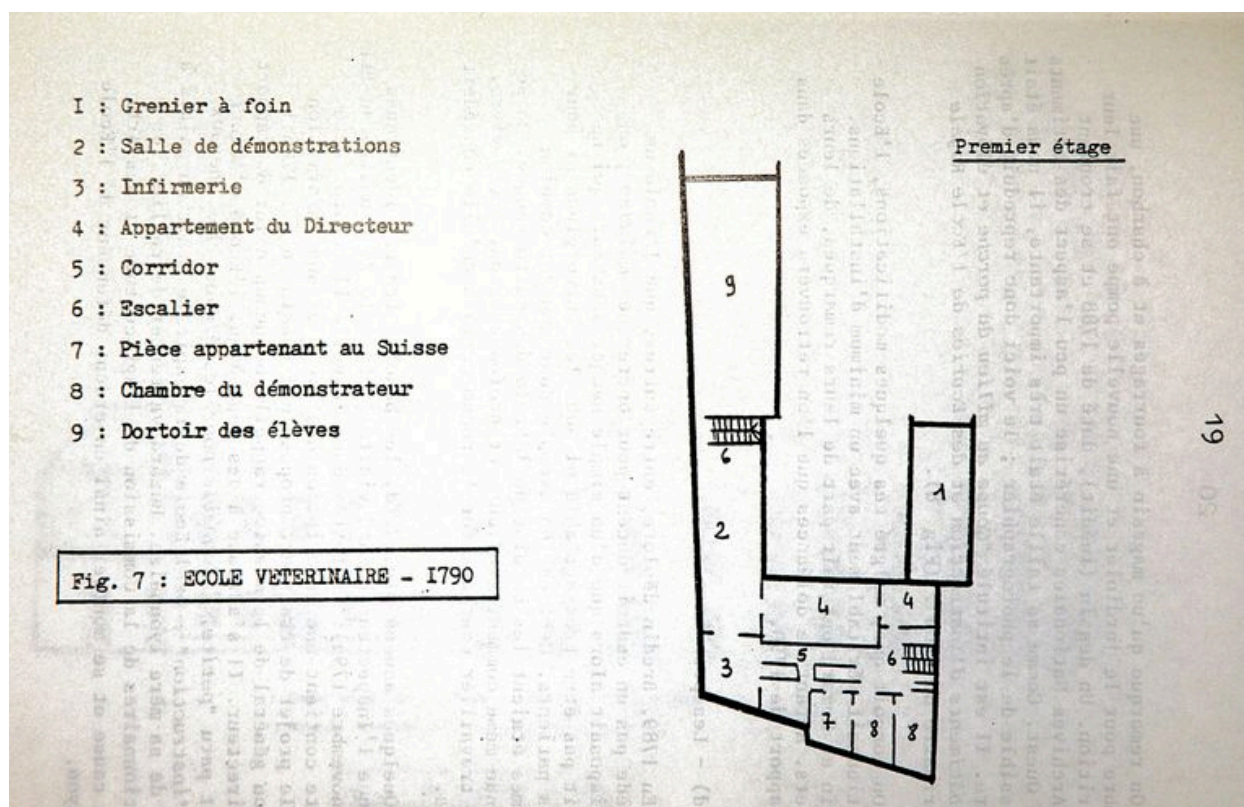 I : Grenier à foin
2 : Salle de démonstrations
3 : Infirmerie
4 : Appartement du Directeur
5 : Corridor
6 : Escalier
7 : Pièce appartenant au Suisse
8 : Chambre du démonstrateur
9 : Dortoir des élèves
Fig. 7 : ECOLE VETERINAIRE - I790
Premier étage
9
6
2
1
4
4
3
5
6
7
8
8
19